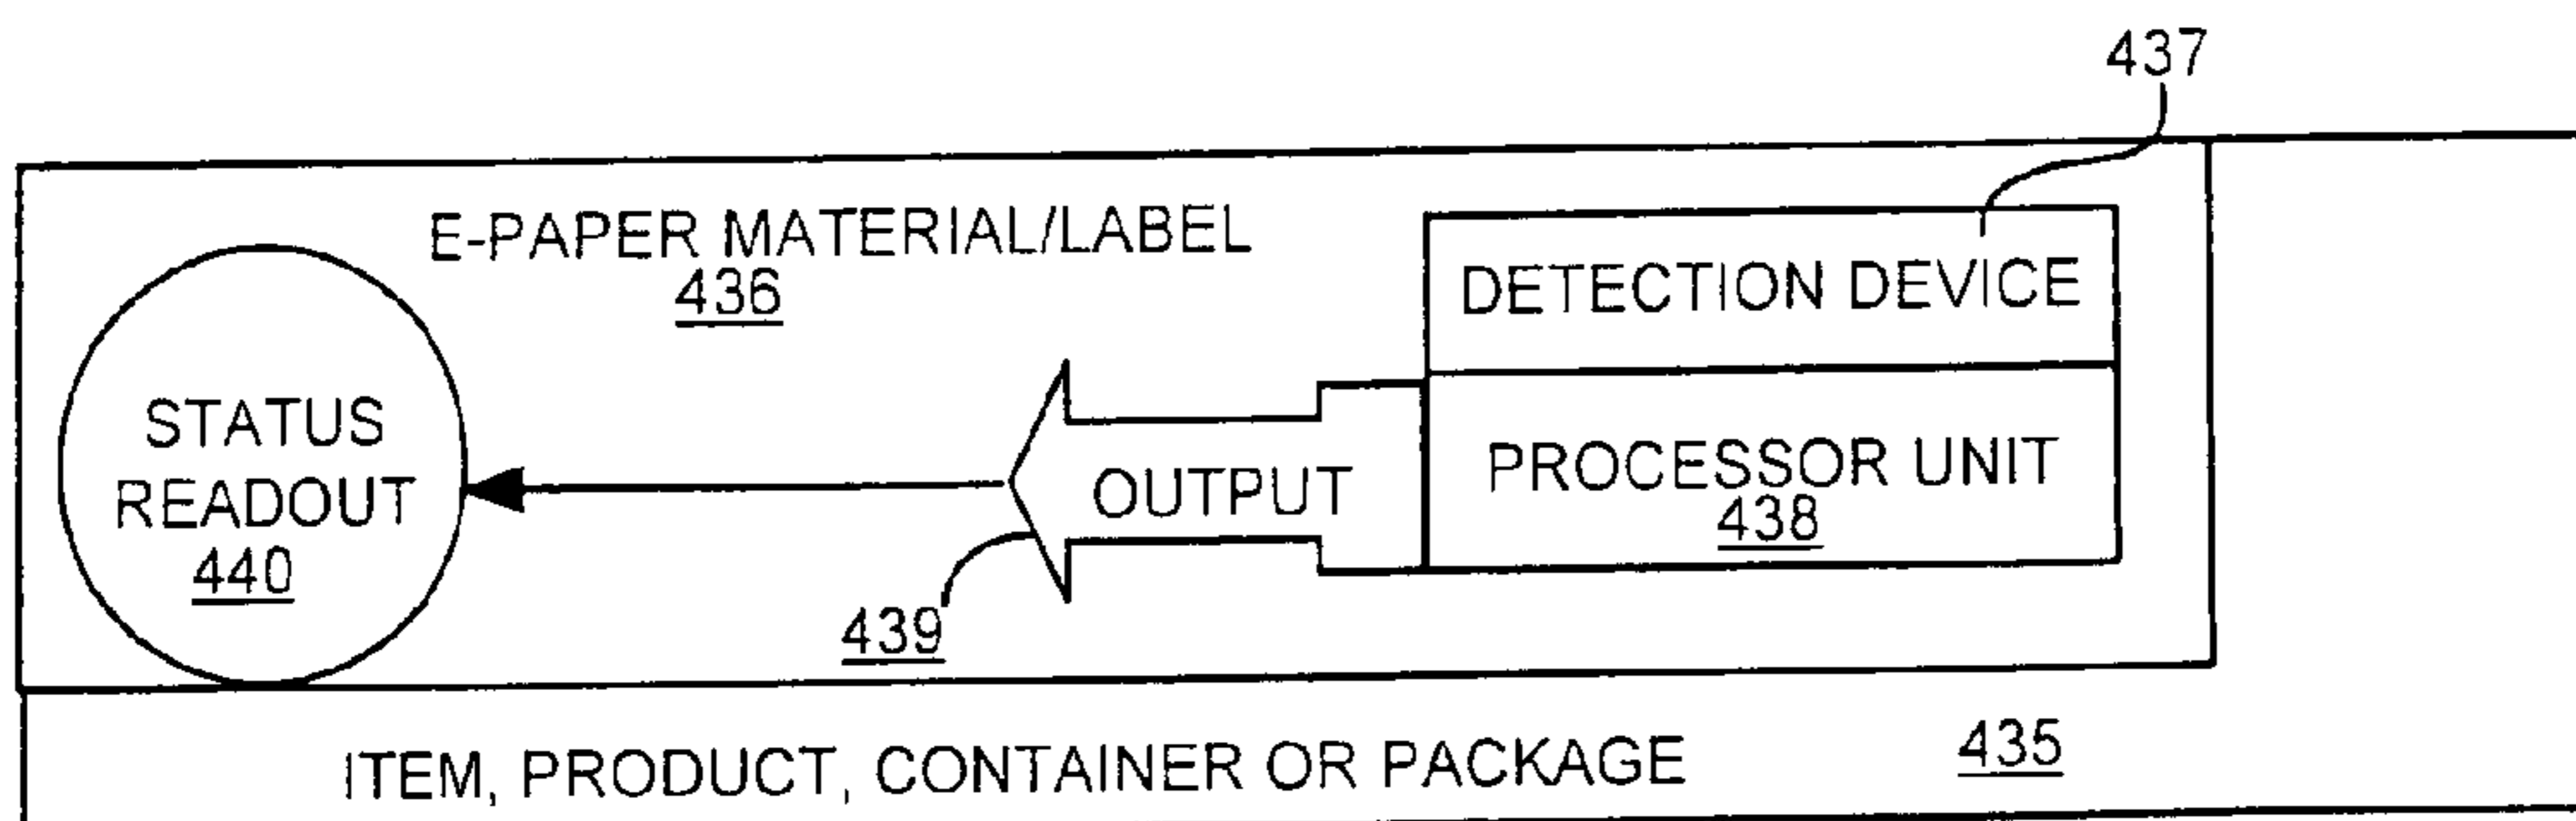 437
E-PAPER MATERIAL/LABEL
436
DETECTION DEVICE
STATUS
READOUT
440
OUTPUT
439
PROCESSOR UNIT
438
ITEM, PRODUCT, CONTAINER OR PACKAGE
435